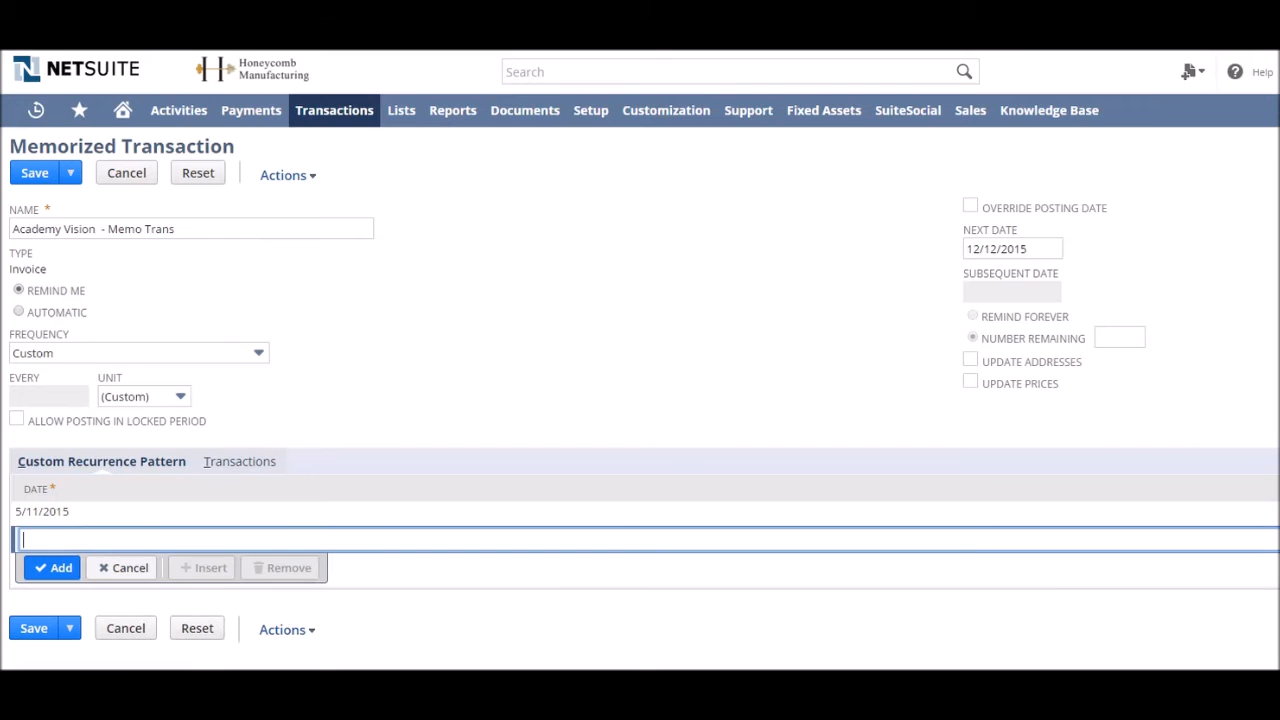 NETSUITE
Honeycomb
Manufacturing
Search
Help
Activities Payments Transactions Lists Reports Documents Setup Customization Support Fixed Assets SuiteSocial Sales Knowledge Base
Memorized Transaction
Save Cancel Reset Actions
NAME *
Academy Vision - Memo Trans
TYPE
Invoice
REMIND ME
AUTOMATIC
FREQUENCY
Custom
EVERY UNIT
(Custom)
ALLOW POSTING IN LOCKED PERIOD
OVERRIDE POSTING DATE
NEXT DATE
12/12/2015
SUBSEQUENT DATE
REMIND FOREVER
NUMBER REMAINING
UPDATE ADDRESSES
UPDATE PRICES
Custom Recurrence Pattern Transactions
DATE *
5/11/2015
Add Cancel Insert Remove
Save Cancel Reset Actions